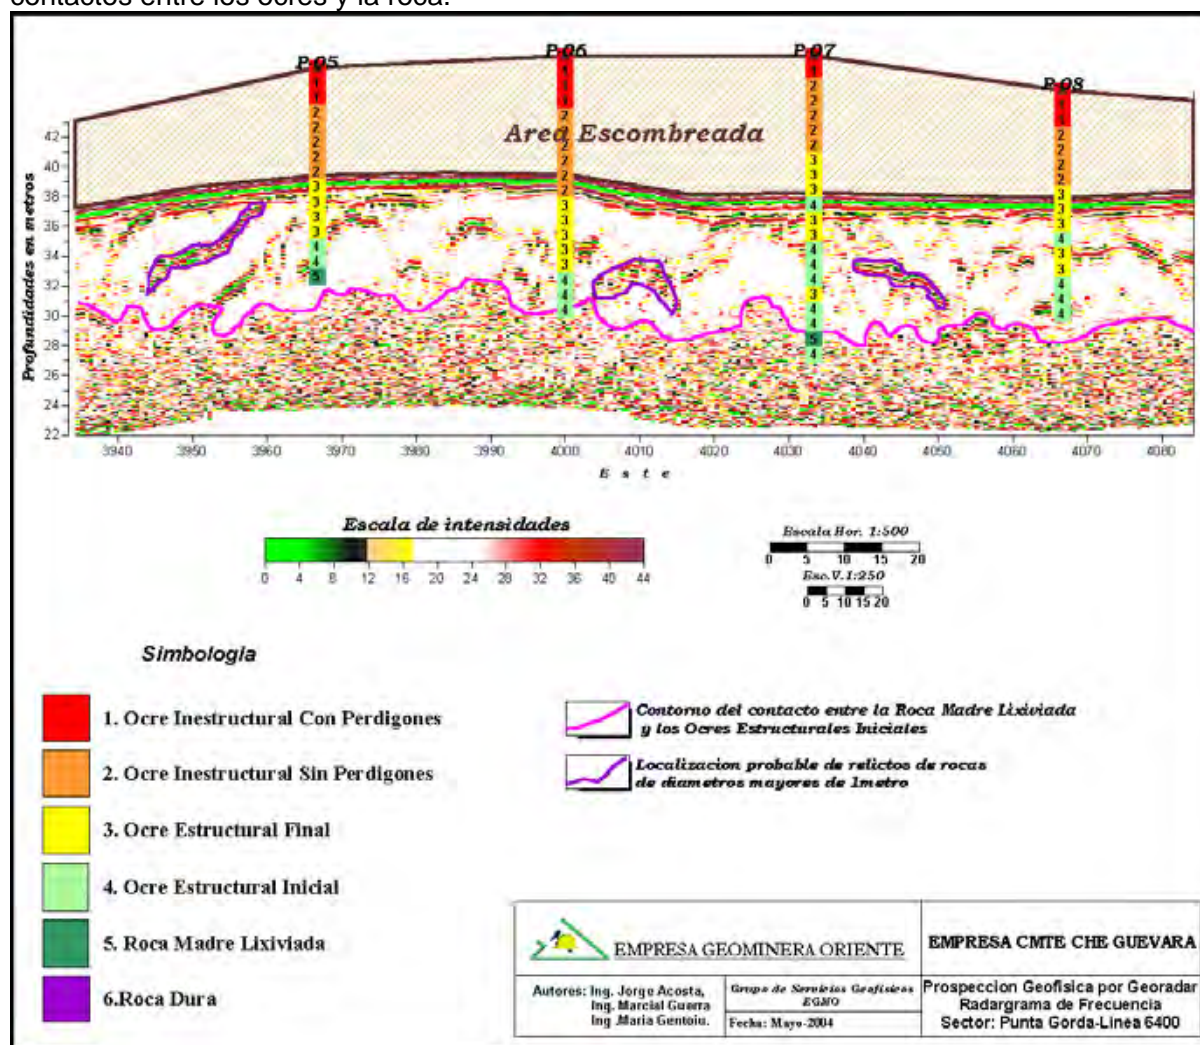 contactos entre los ocres y la roca.
P-05 P-06 P-07 P-08
Area Escombreada
Profundidades en metros
42
40
38
36
34
32
30
28
26
24
22
3940 3950 3960 3970 3980 3990 4000 4010 4020 4030 4040 4050 4060 4070 4080
E s t e
Escala de intensidades
0 4 8 12 16 20 24 28 32 36 40 44
Escala Hor. 1:500
0 5 10 15 20
Esc.V.1:250
0 5 10 15 20
Simbologia
1. Ocre Inestructural Con Perdigones
2. Ocre Inestructural Sin Perdigones
3. Ocre Estructural Final
4. Ocre Estructural Inicial
5. Roca Madre Lixiviada
6.Roca Dura
Contorno del contacto entre la Roca Madre Lixiviada
y los Ocres Estructurales Iniciales
Localizacion probable de relictos de rocas
de diametros mayores de 1metro
EMPRESA GEOMINERA ORIENTE
EMPRESA CMTE CHE GUEVARA
Autores: Ing. Jorge Acosta,
Ing. Marcial Guerra
Ing .Maria Gentoiu.
Grupo de Servicios Geofisicos
EGMO
Fecha: Mayo-2004
Prospeccion Geofisica por Georadar
Radargrama de Frecuencia
Sector: Punta Gorda-Linea 6400